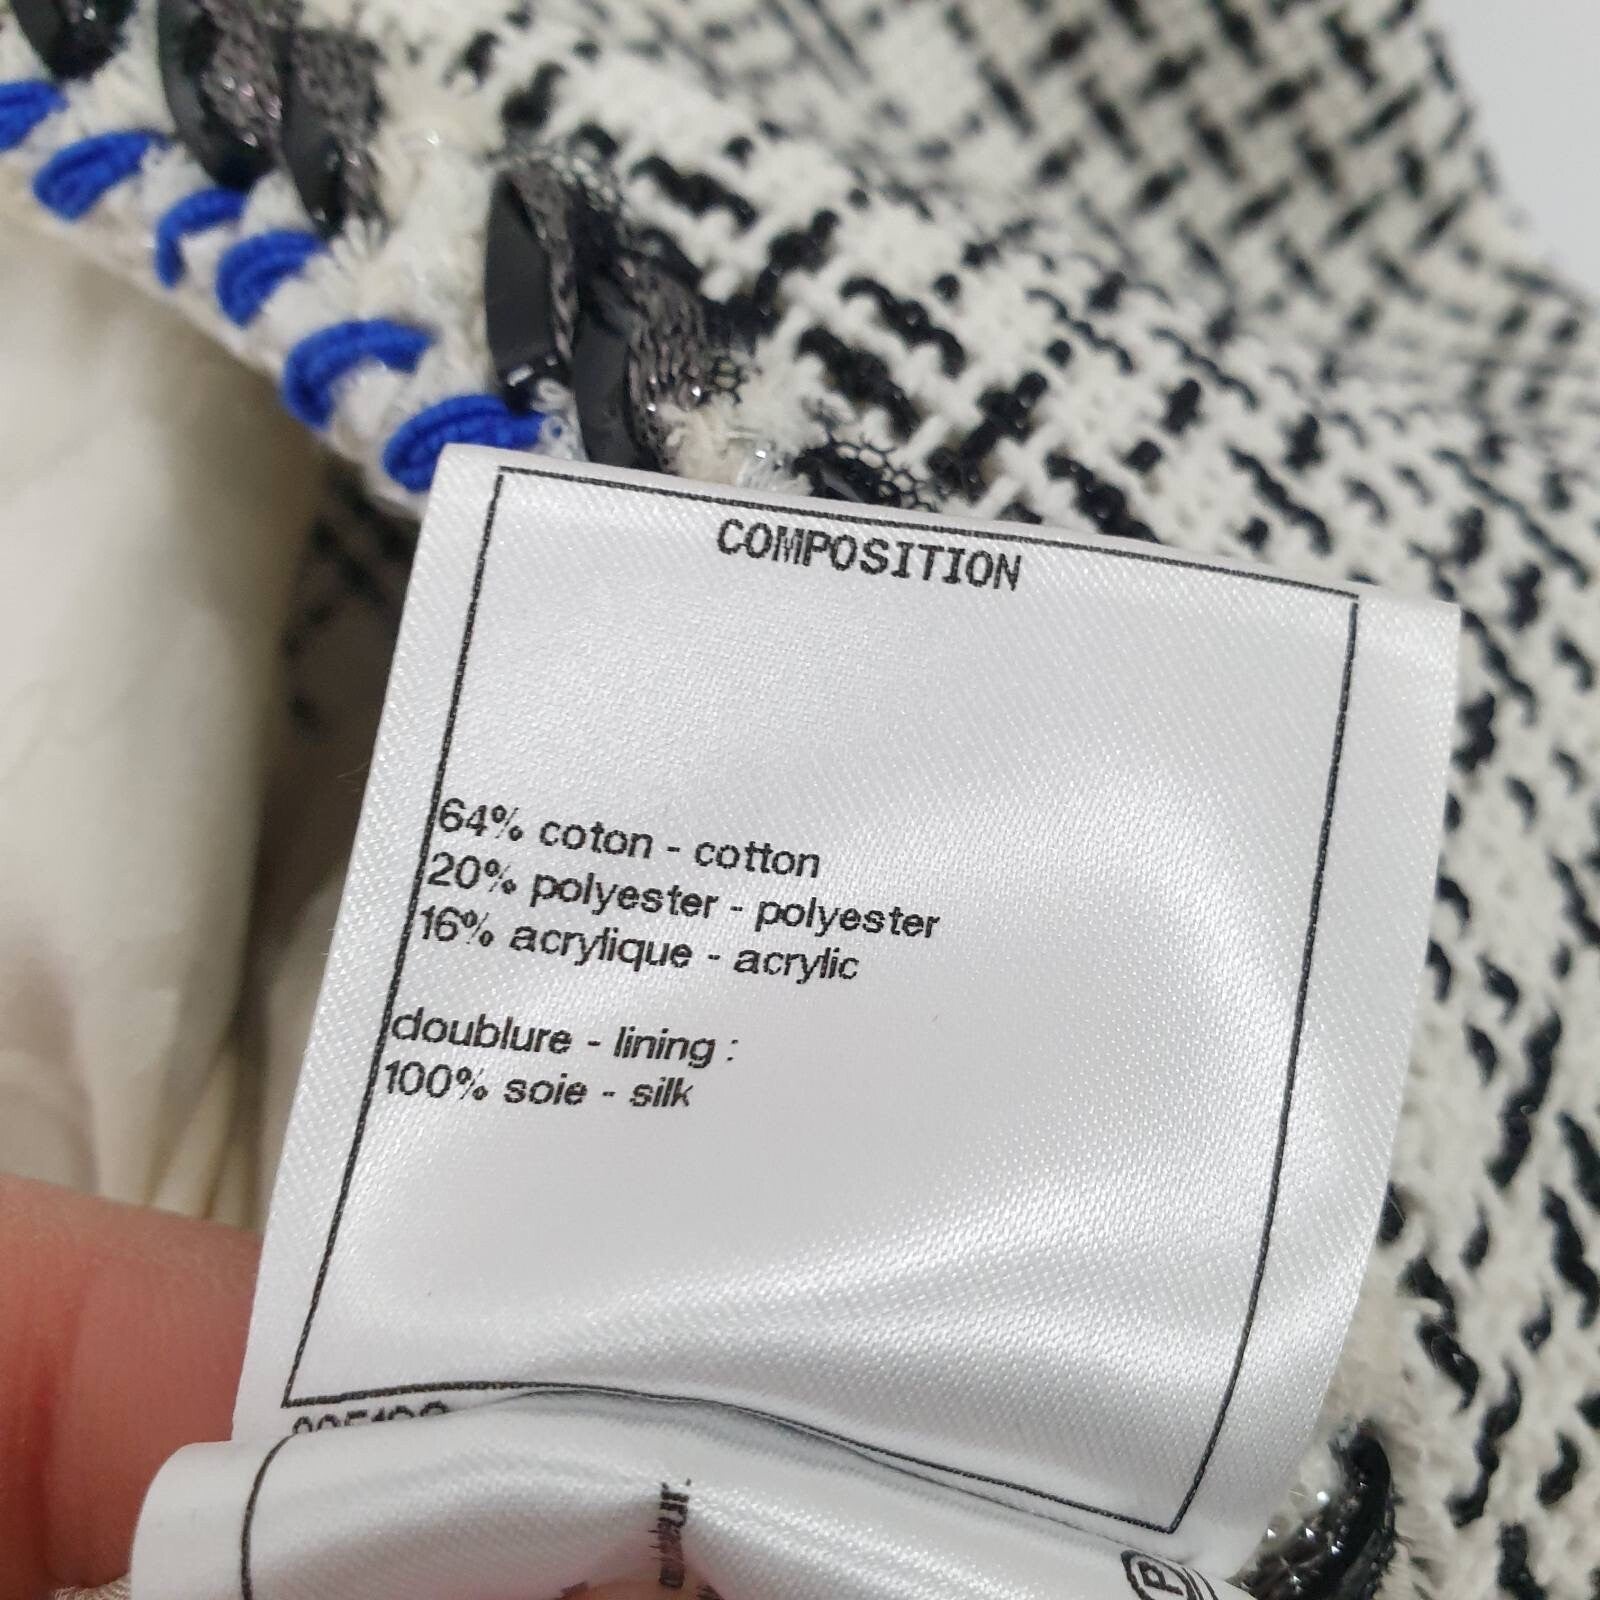 COMPOSITION
64% coton - cotton
20% polyester - polyester
16% acrylique - acrylic
doublure - lining :
100% soie - silk
P